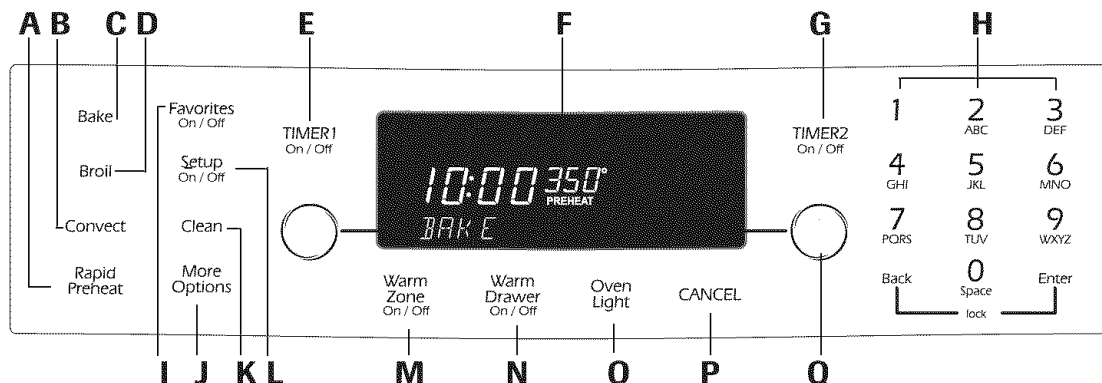 A B C D E F G H
Bake
Favorites
On / Off
TIMER1
On / Off
TIMER2
On / Off
1 2 3
ABC DEF
Broil
Setup
On / Off
10:00 350°
PREHEAT
BAKE
4 5 6
GHI JKL MNO
Convect
Clean
7 8 9
PQRS TUV WXYZ
Rapid
Preheat
More
Options
Warm
Zone
On / Off
Warm
Drawer
On / Off
Oven
Light
CANCEL
Back 0 Enter
Space
lock
I J K L M N O P Q